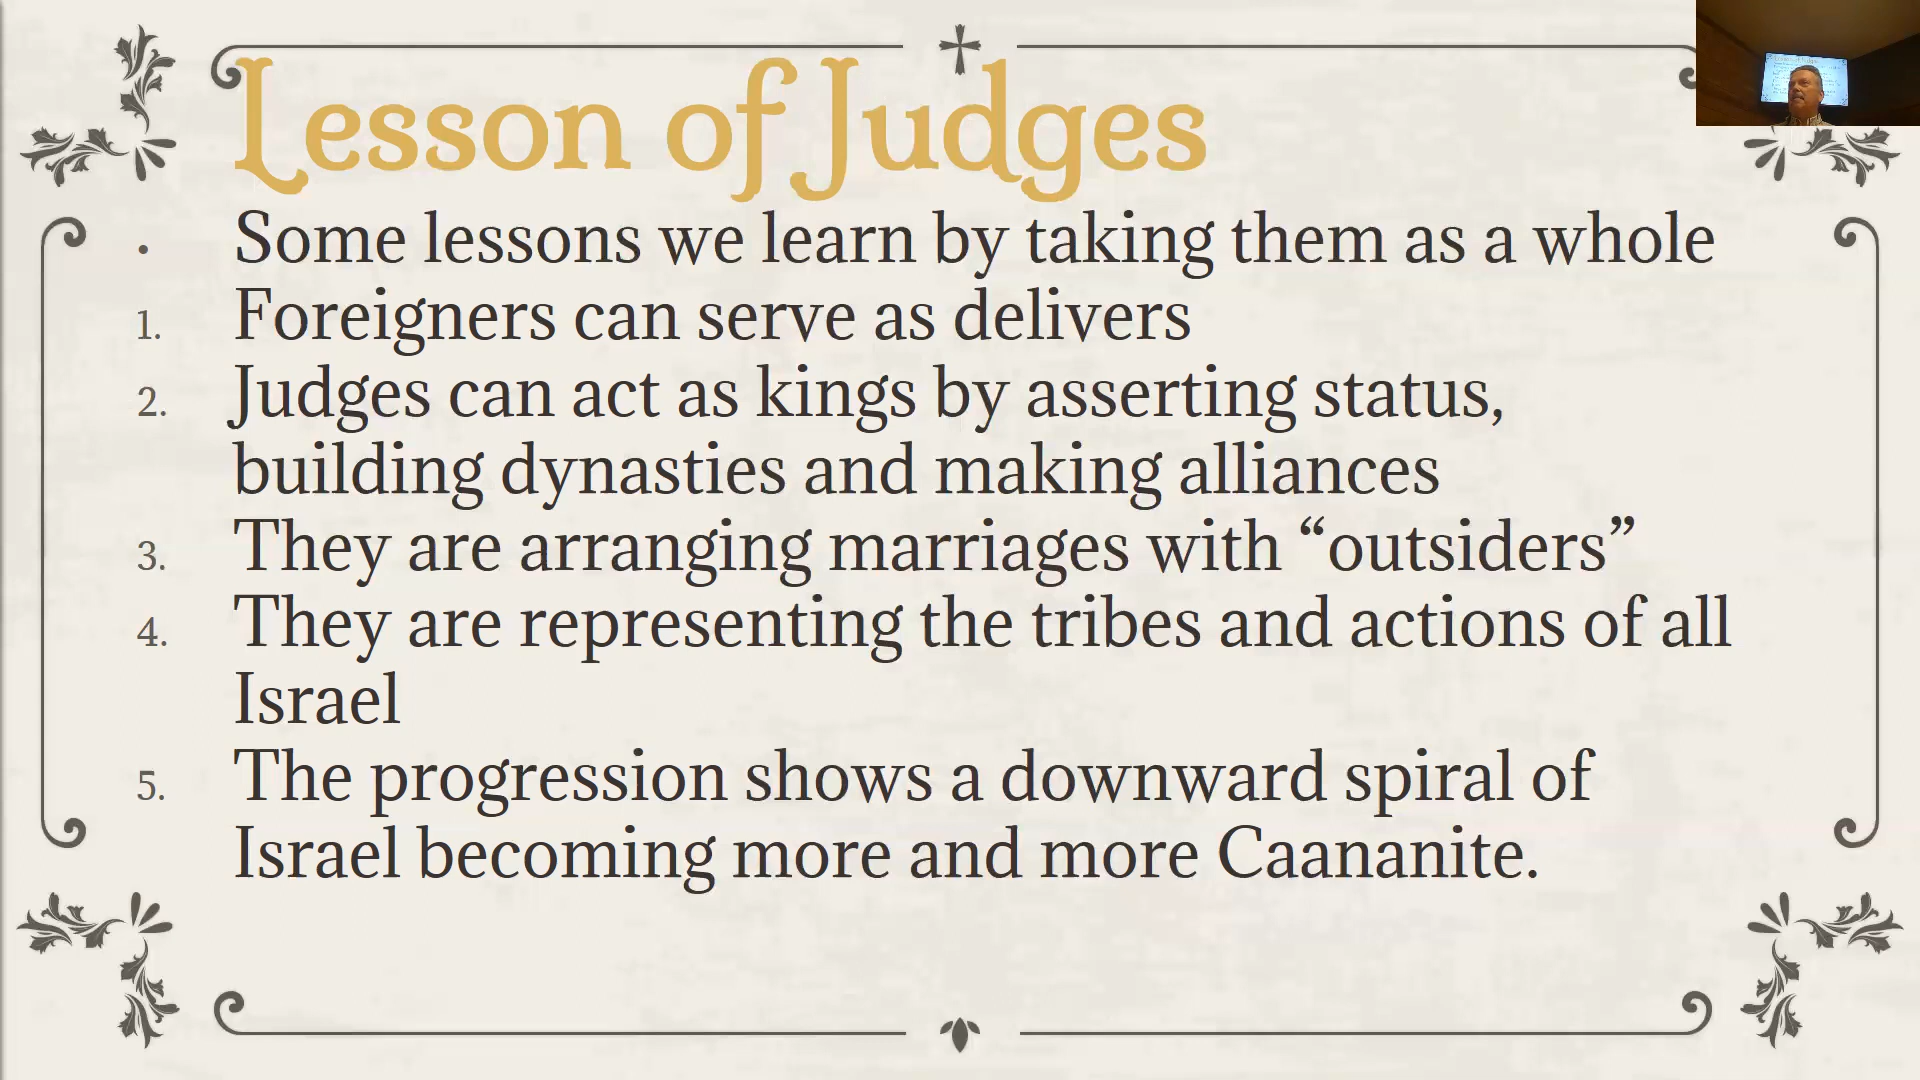 Lesson of Judges
• Some lessons we learn by taking them as a whole
1. Foreigners can serve as delivers
2. Judges can act as kings by asserting status,
building dynasties and making alliances
3. They are arranging marriages with “outsiders”
4. They are representing the tribes and actions of all
Israel
5. The progression shows a downward spiral of
Israel becoming more and more Caananite.